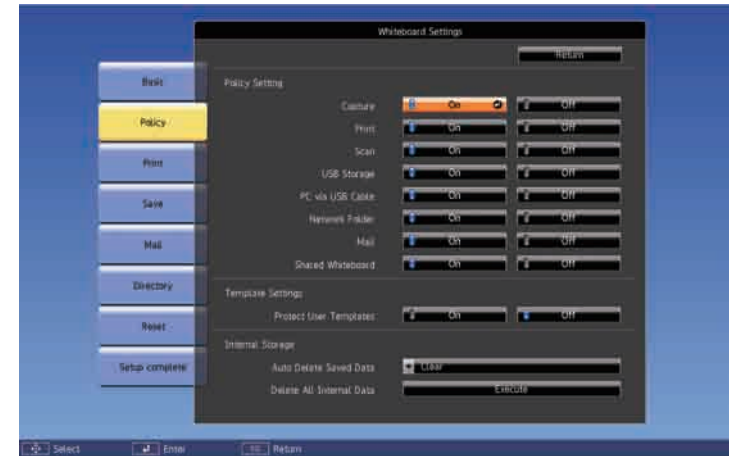 Whiteboard Settings
Return
Basic
Policy
Print
Save
Mail
Directory
Reset
Setup complete
Policy Setting
Capture On Off
Print On Off
Scan On Off
USB Storage On Off
PC via USB Cable On Off
Network Folder On Off
Mail On Off
Shared Whiteboard On Off
Template Settings
Protect User Templates On Off
Internal Storage
Auto Delete Saved Data Clear
Delete All Internal Data Execute
Select Enter Return